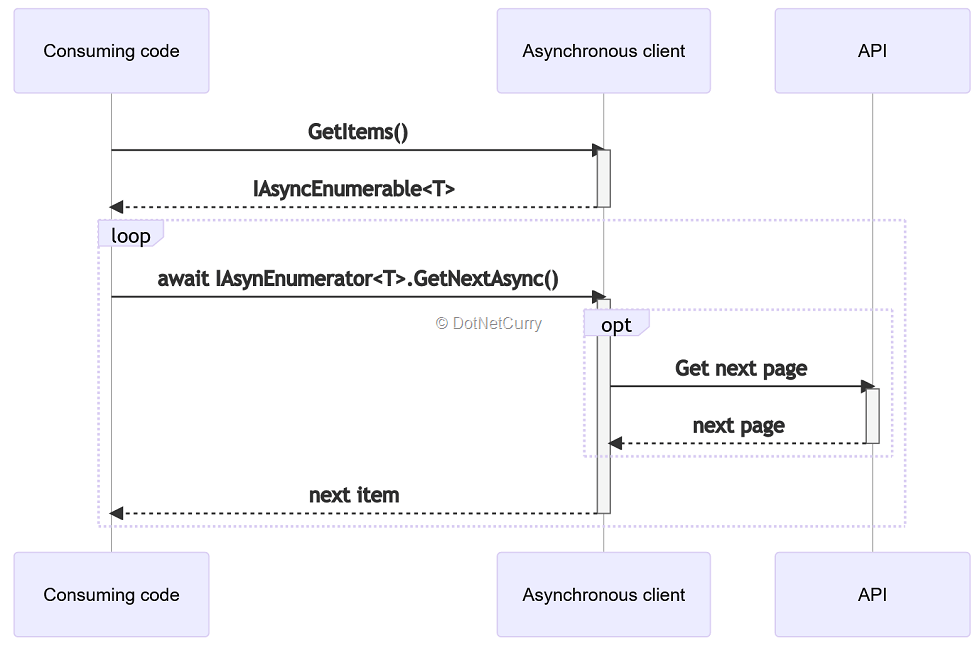 Consuming code
Asynchronous client
API
GetItems()
IAsyncEnumerable<T>
loop
await IAsynEnumerator<T>.GetNextAsync()
© DotNetCurry
opt
Get next page
next page
next item
Consuming code
Asynchronous client
API